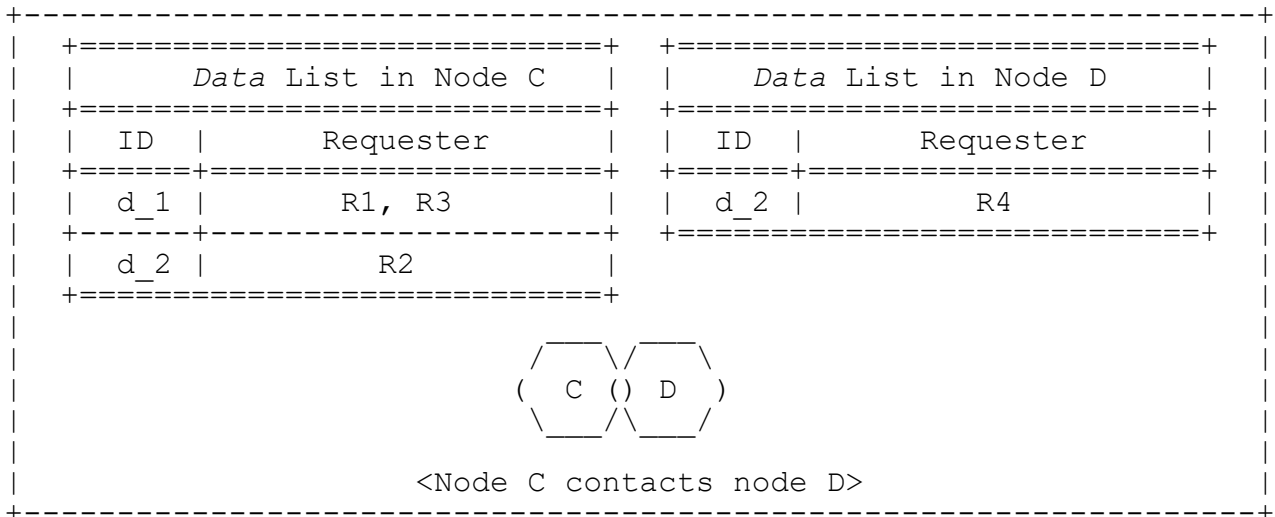 Data List in Node C
Data List in Node D
ID Requester
ID Requester
d_1 R1, R3
d_2 R4
d_2 R2
C D
<Node C contacts node D>